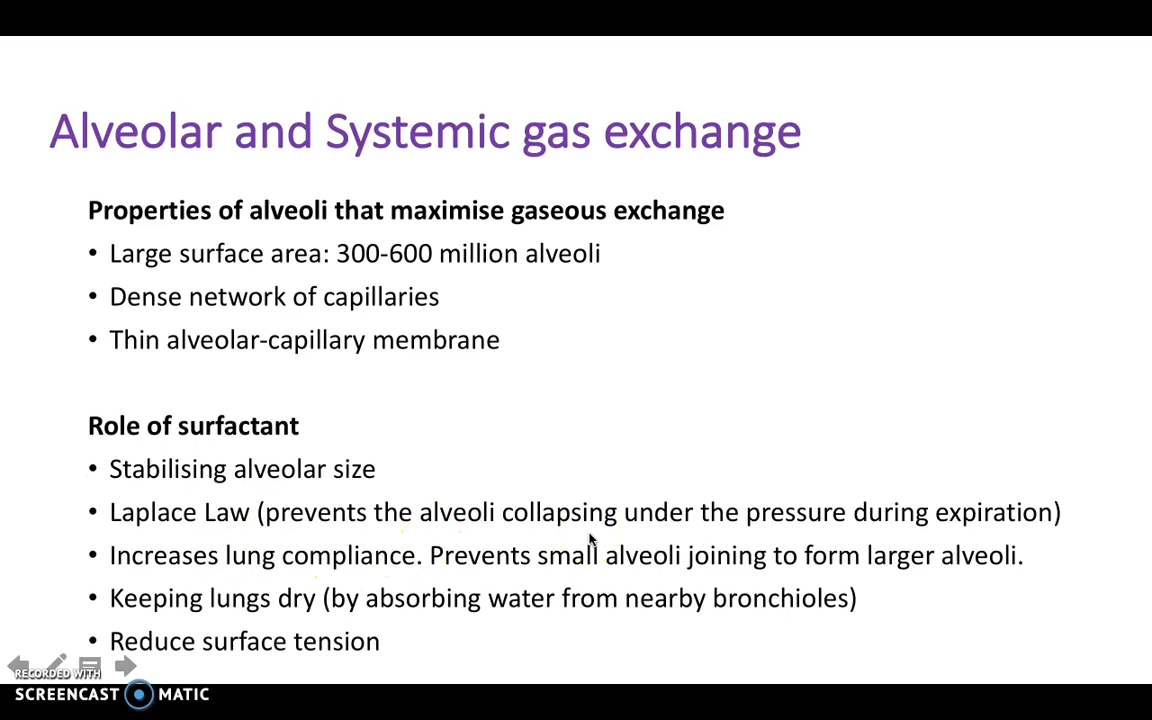 Alveolar and Systemic gas exchange
Properties of alveoli that maximise gaseous exchange
• Large surface area: 300-600 million alveoli
• Dense network of capillaries
• Thin alveolar-capillary membrane
Role of surfactant
• Stabilising alveolar size
• Laplace Law (prevents the alveoli collapsing under the pressure during expiration)
• Increases lung compliance. Prevents small alveoli joining to form larger alveoli.
• Keeping lungs dry (by absorbing water from nearby bronchioles)
• Reduce surface tension
RECORDED WITH
SCREENCAST MATIC